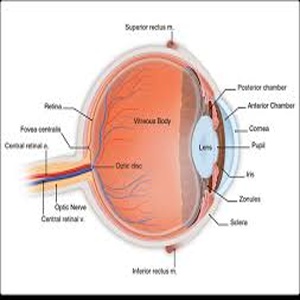 Superior rectus m.
Posterior chamber
Anterior Chamber
Retina
Vitreous Body
Fovea centralis
Cornea
Central retinal a.
Pupil
Lens
Optic disc
Iris
Optic Nerve
Zonules
Central retinal v.
Sclera
Inferior rectus m.